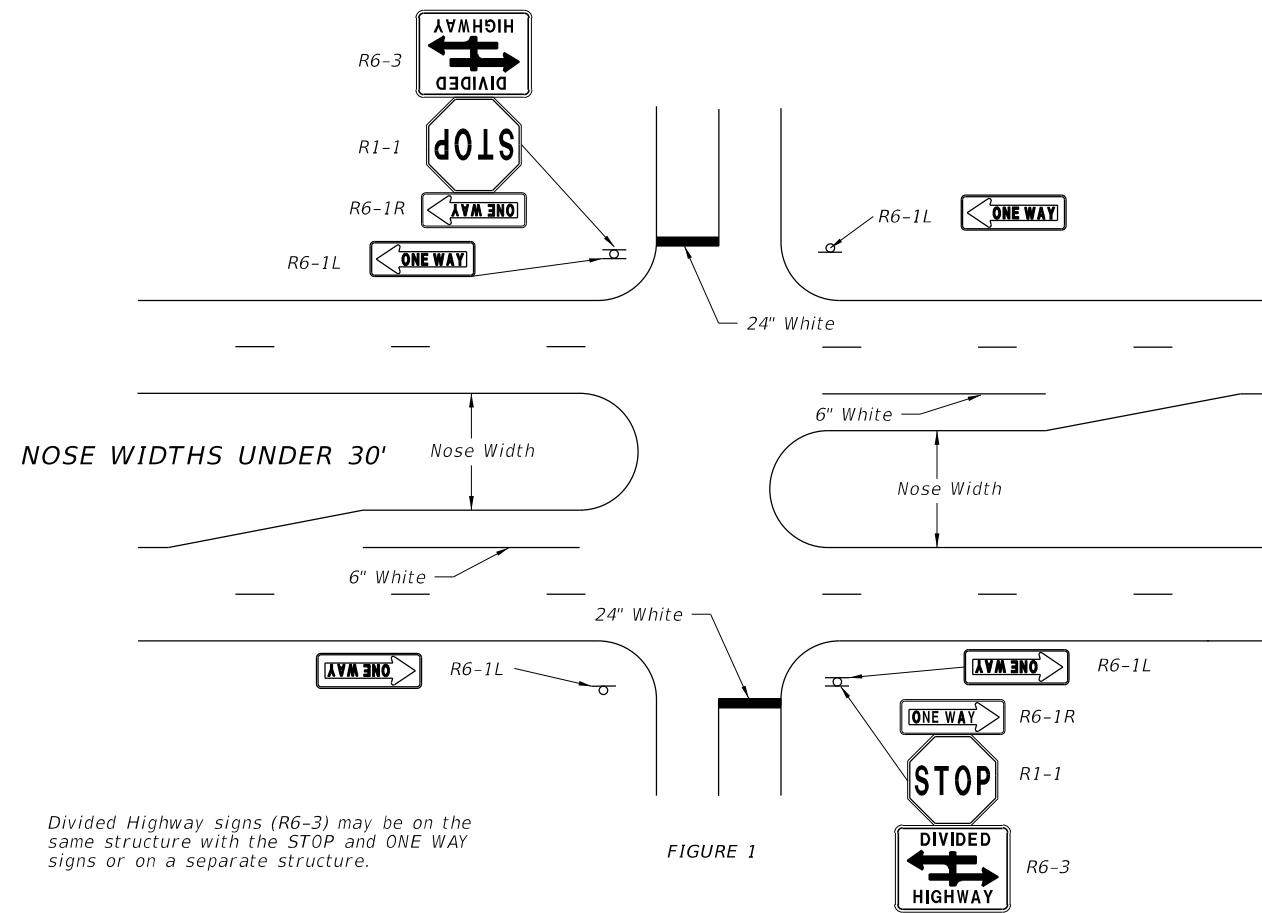 HIGHWAY
DIVIDED
R6-3
STOP
R1-1
ONE WAY
R6-1R
ONE WAY
R6-1L
R6-1L
ONE WAY
24" White
6" White
NOSE WIDTHS UNDER 30'
Nose Width
Nose Width
6" White
24" White
ONE WAY
R6-1L
ONE WAY
R6-1L
ONE WAY
R6-1R
STOP
R1-1
DIVIDED
HIGHWAY
R6-3
Divided Highway signs (R6-3) may be on the
same structure with the STOP and ONE WAY
signs or on a separate structure.
FIGURE 1